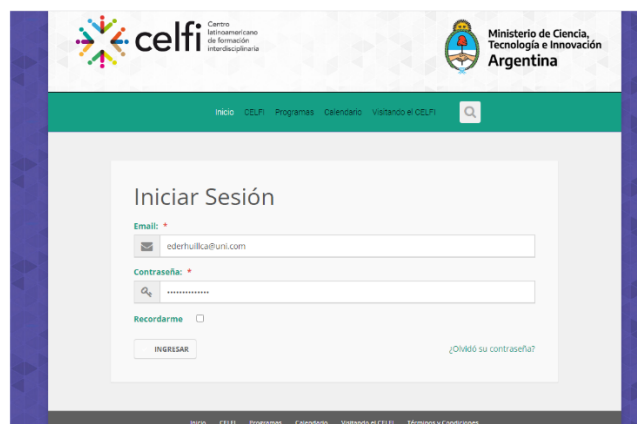 celfi
Centro
latinoamericano
de formación
interdisciplinaria
Ministerio de Ciencia,
Tecnología e Innovación
Argentina
Inicio CELFI Programas Calendario Visitando el CELFI
Iniciar Sesión
Email: *
ederhuillca@uni.com
Contraseña: *
••••••••••••••
Recordarme
INGRESAR
¿Olvidó su contraseña?
Inicio CELFI Programas Calendario Visitando el CELFI Términos y Condiciones